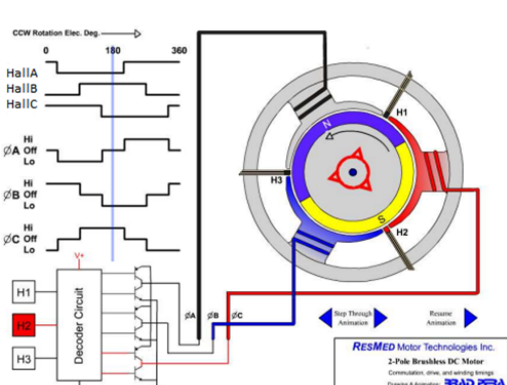 CCW Rotation Elec. Deg.
0 180 360
HallA
HallB
HallC
Hi
ØA Off
Lo
Hi
ØB Off
Lo
Hi
ØC Off
Lo
V+
H1
H2
H3
Decoder Circuit
ØA ØB ØC
N
S
H1
H3
H2
Step Through
Animation
Resume
Animation
RESMED Motor Technologies Inc.
2-Pole Brushless DC Motor
Commutation, drive, and winding timings